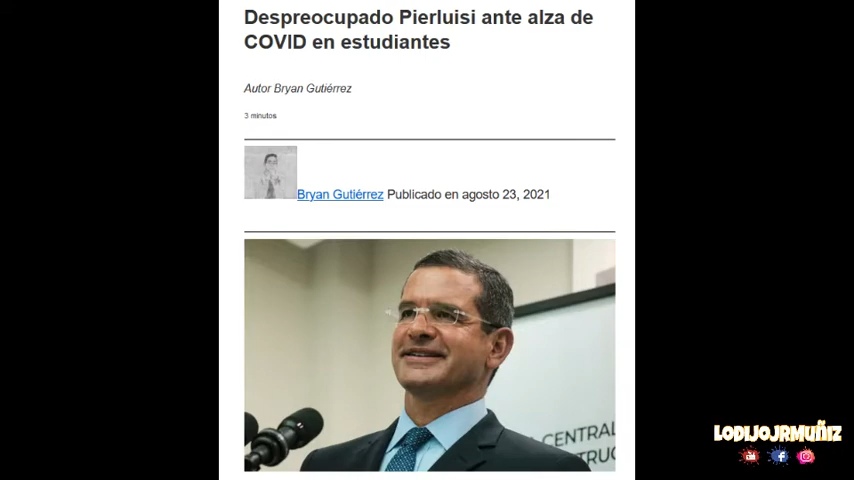 Despreocupado Pierluisi ante alza de
COVID en estudiantes
Autor Bryan Gutiérrez
3 minutos
Bryan Gutiérrez Publicado en agosto 23, 2021
CENTRAL
LODIJOJRMUÑIZ